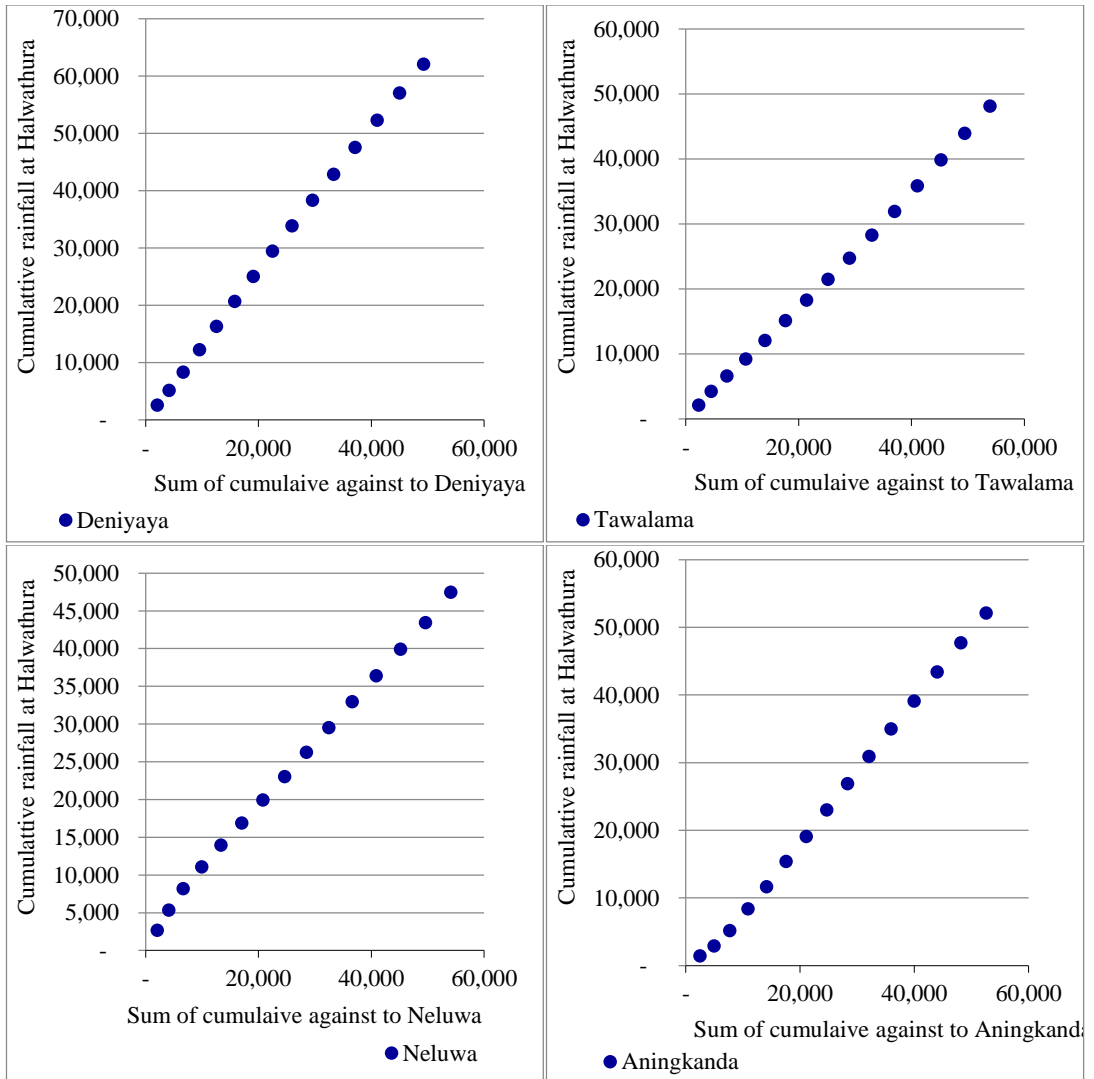 Cumulattive rainfall at Halwathura
70,000
60,000
50,000
40,000
30,000
20,000
10,000
-
- 20,000 40,000 60,000
Sum of cumulaive against to Deniyaya
Deniyaya
Cumulattive rainfall at Halwathura
60,000
50,000
40,000
30,000
20,000
10,000
-
- 20,000 40,000 60,000
Sum of cumulaive against to Tawalama
Tawalama
Cumulattive rainfall at Halwathura
50,000
45,000
40,000
35,000
30,000
25,000
20,000
15,000
10,000
5,000
-
- 20,000 40,000 60,000
Sum of cumulaive against to Neluwa
Neluwa
Cumulattive rainfall at Halwathura
60,000
50,000
40,000
30,000
20,000
10,000
-
- 20,000 40,000 60,000
Sum of cumulaive against to Aningkanda
Aningkanda